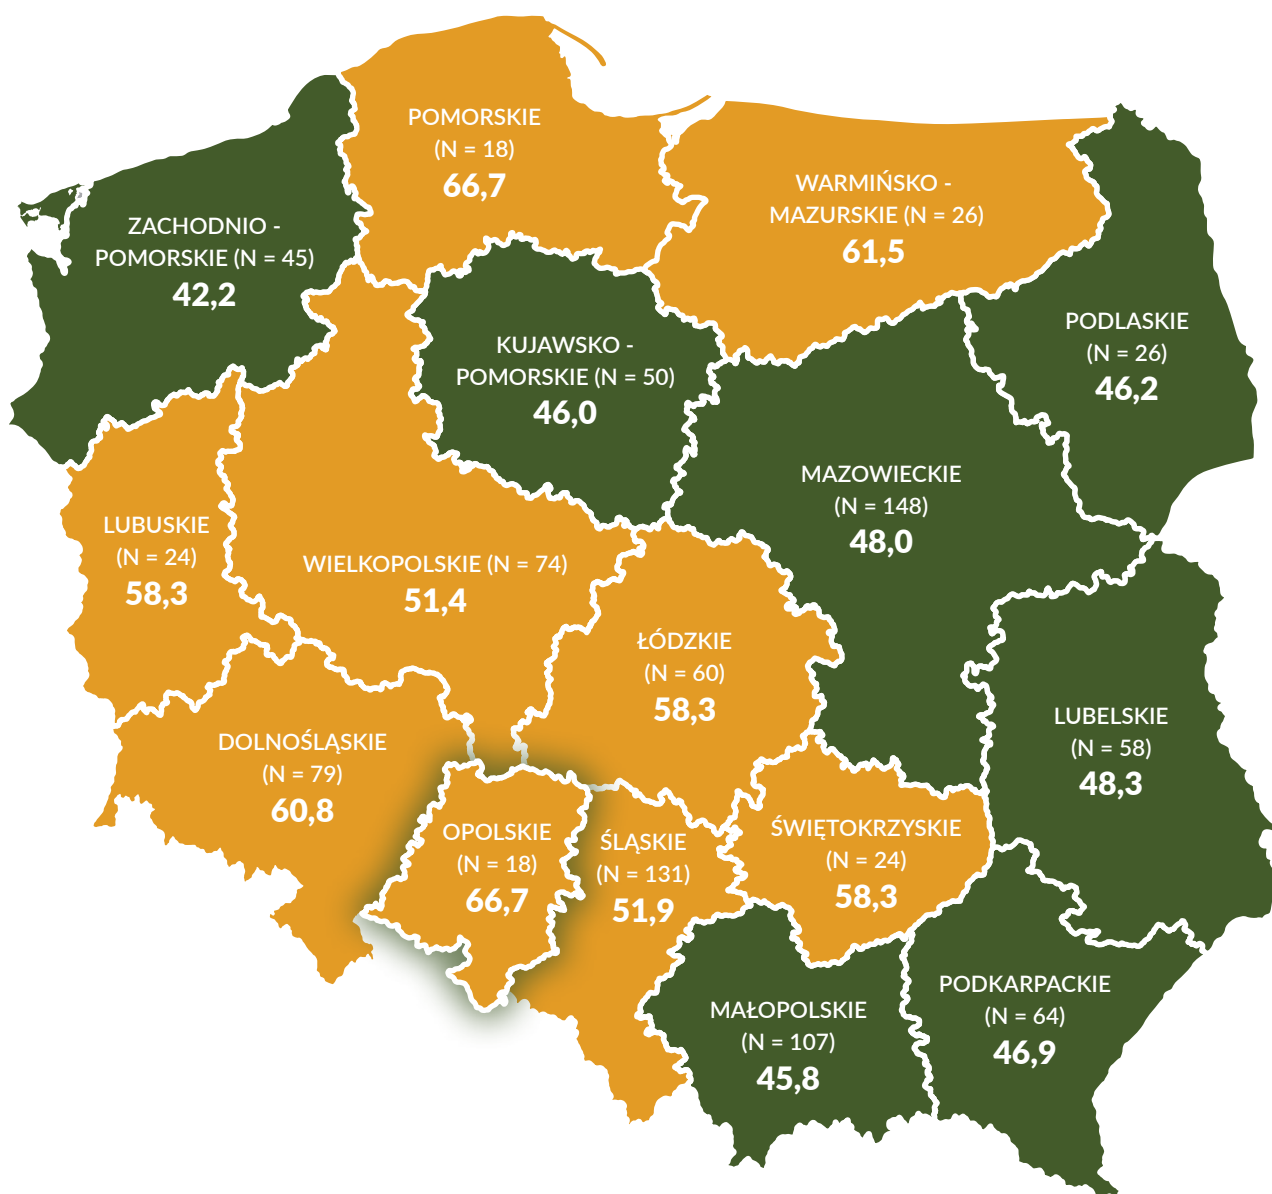 POMORSKIE
(N = 18)
66,7
WARMIŃSKO -
MAZURSKIE (N = 26)
61,5
ZACHODNIO -
POMORSKIE (N = 45)
42,2
PODLASKIE
(N = 26)
46,2
KUJAWSKO -
POMORSKIE (N = 50)
46,0
MAZOWIECKIE
(N = 148)
48,0
LUBUSKIE
(N = 24)
58,3
WIELKOPOLSKIE (N = 74)
51,4
ŁÓDZKIE
(N = 60)
58,3
LUBELSKIE
(N = 58)
48,3
DOLNOŚLĄSKIE
(N = 79)
60,8
OPOLSKIE
(N = 18)
66,7
ŚLĄSKIE
(N = 131)
51,9
ŚWIĘTOKRZYSKIE
(N = 24)
58,3
MAŁOPOLSKIE
(N = 107)
45,8
PODKARPACKIE
(N = 64)
46,9